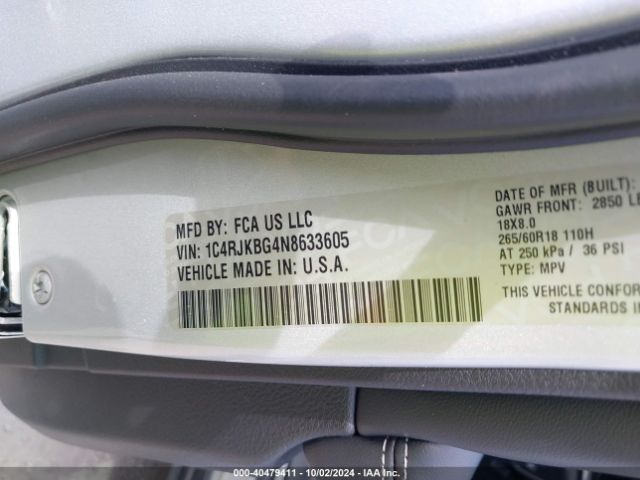 MFD BY: FCA US LLC
VIN: 1C4RJKBG4N8633605
VEHICLE MADE IN: U.S.A.
DATE OF MFR (BUILT):
GAWR FRONT: 2850 LB
18X8.0
265/60R18 110H
AT 250 kPa / 36 PSI
TYPE: MPV
THIS VEHICLE CONFOR
STANDARDS I
000-40479411 - 10/02/2024 - IAA Inc.